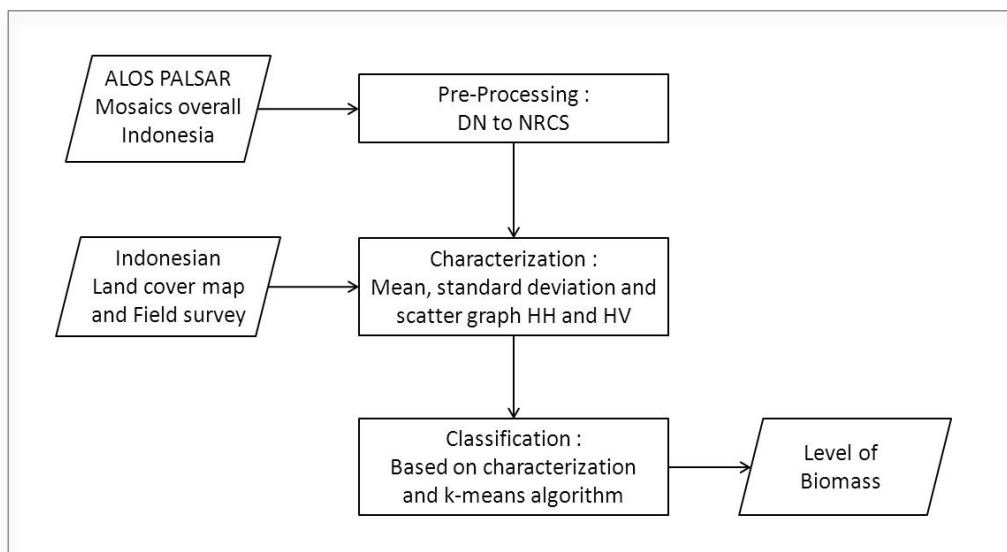 ALOS PALSAR
Mosaics overall
Indonesia
Pre-Processing :
DN to NRCS
Indonesian
Land cover map
and Field survey
Characterization :
Mean, standard deviation and
scatter graph HH and HV
Classification :
Based on characterization
and k-means algorithm
Level of
Biomass